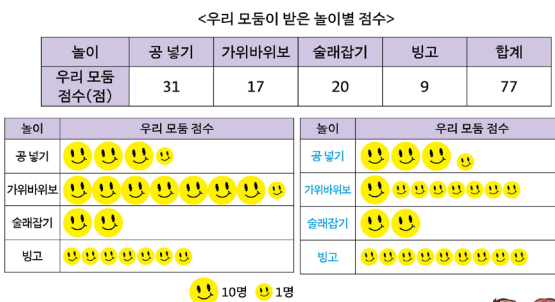 <우리 모둠이 받은 놀이별 점수>
놀이 공 넣기 가위바위보 술래잡기 빙고 합계
우리 모둠 점수(점) 31 17 20 9 77
놀이 우리 모둠 점수
공 넣기
가위바위보
술래잡기
빙고
놀이 우리 모둠 점수
공 넣기
가위바위보
술래잡기
빙고
10명 1명